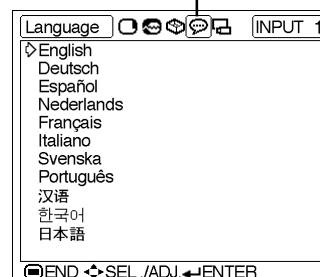 Language INPUT 1
English
Deutsch
Español
Nederlands
Français
Italiano
Svenska
Português
汉语
한국어
日本語
END SEL./ADJ. ENTER